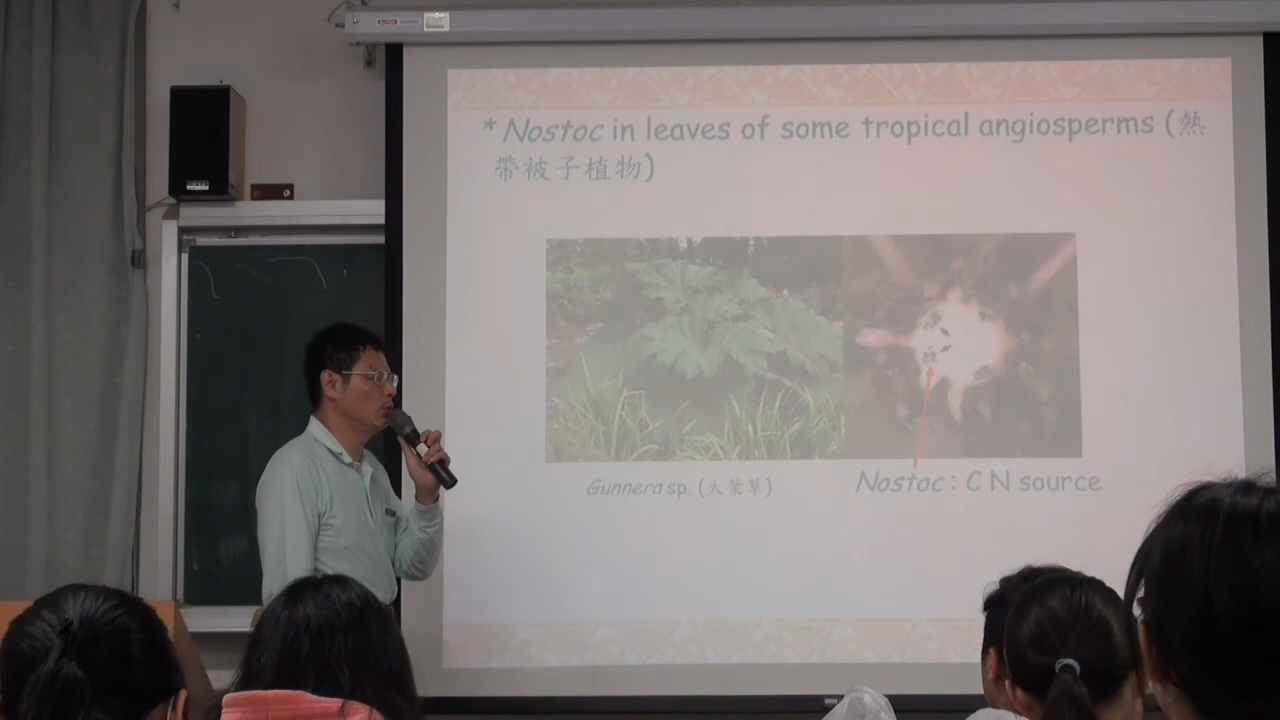 * Nostoc in leaves of some tropical angiosperms (熱
帶被子植物)
Gunnera sp. (大葉草)
Nostoc : C N source